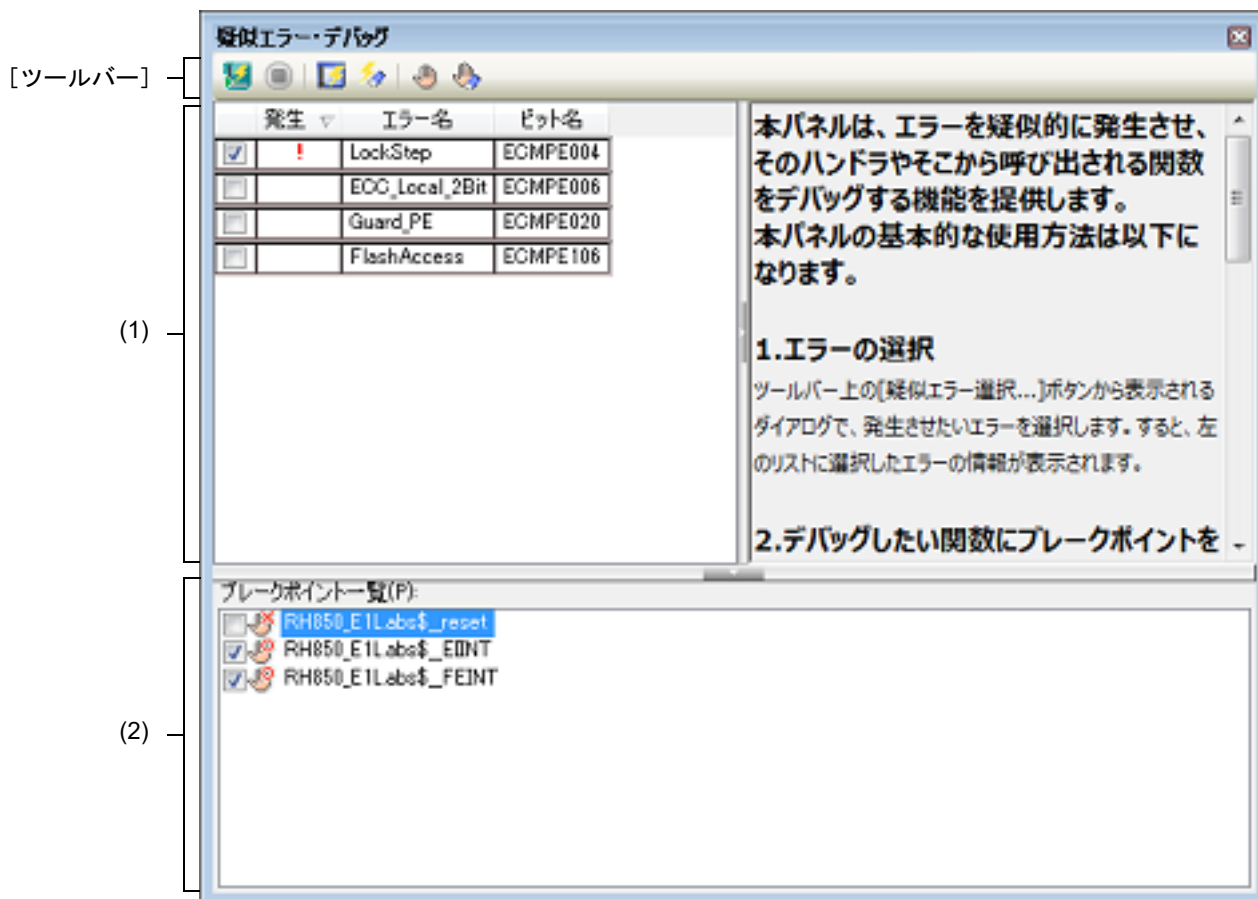 疑似エラー・デバッグ
[ツールバー]
発生 エラー名 ビット名
! LockStep ECMPE004
ECC_Local_2Bit ECMPE006
Guard_PE ECMPE020
FlashAccess ECMPE106
(1)
本パネルは、エラーを疑似的に発生させ、
そのハンドラやそこから呼び出される関数
をデバッグする機能を提供します。
本パネルの基本的な使用方法は以下に
なります。
1.エラーの選択
ツールバー上の[疑似エラー選択...]ボタンから表示される
ダイアログで、発生させたいエラーを選択します。すると、左
のリストに選択したエラーの情報が表示されます。
2.デバッグしたい関数にブレークポイントを
ブレークポイント一覧(P):
RH850_E1L.abs$_reset
RH850_E1L.abs$_EIINT
RH850_E1L.abs$_FEINT
(2)